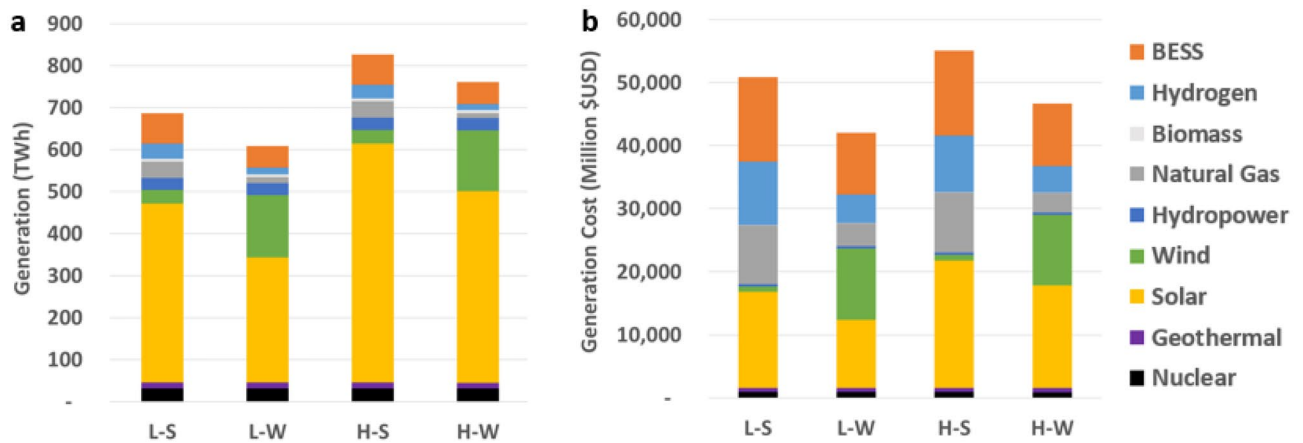 a
Generation (TWh)
900
800
700
600
500
400
300
200
100
-
L-S L-W H-S H-W
b
Generation Cost (Million $USD)
60,000
50,000
40,000
30,000
20,000
10,000
-
L-S L-W H-S H-W
BESS
Hydrogen
Biomass
Natural Gas
Hydropower
Wind
Solar
Geothermal
Nuclear